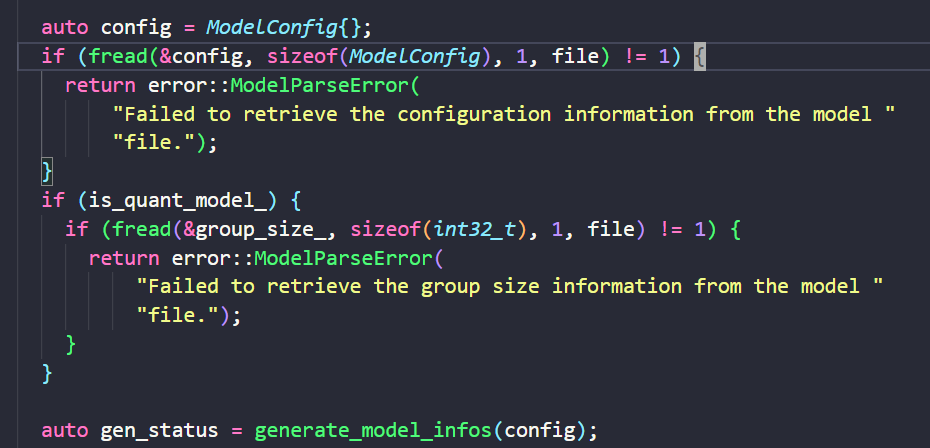 auto config = ModelConfig{};
if (fread(&config, sizeof(ModelConfig), 1, file) != 1) {
return error::ModelParseError(
"Failed to retrieve the configuration information from the model "
"file.");
}
if (is_quant_model_) {
if (fread(&group_size_, sizeof(int32_t), 1, file) != 1) {
return error::ModelParseError(
"Failed to retrieve the group size information from the model "
"file.");
}
}
auto gen_status = generate_model_infos(config);